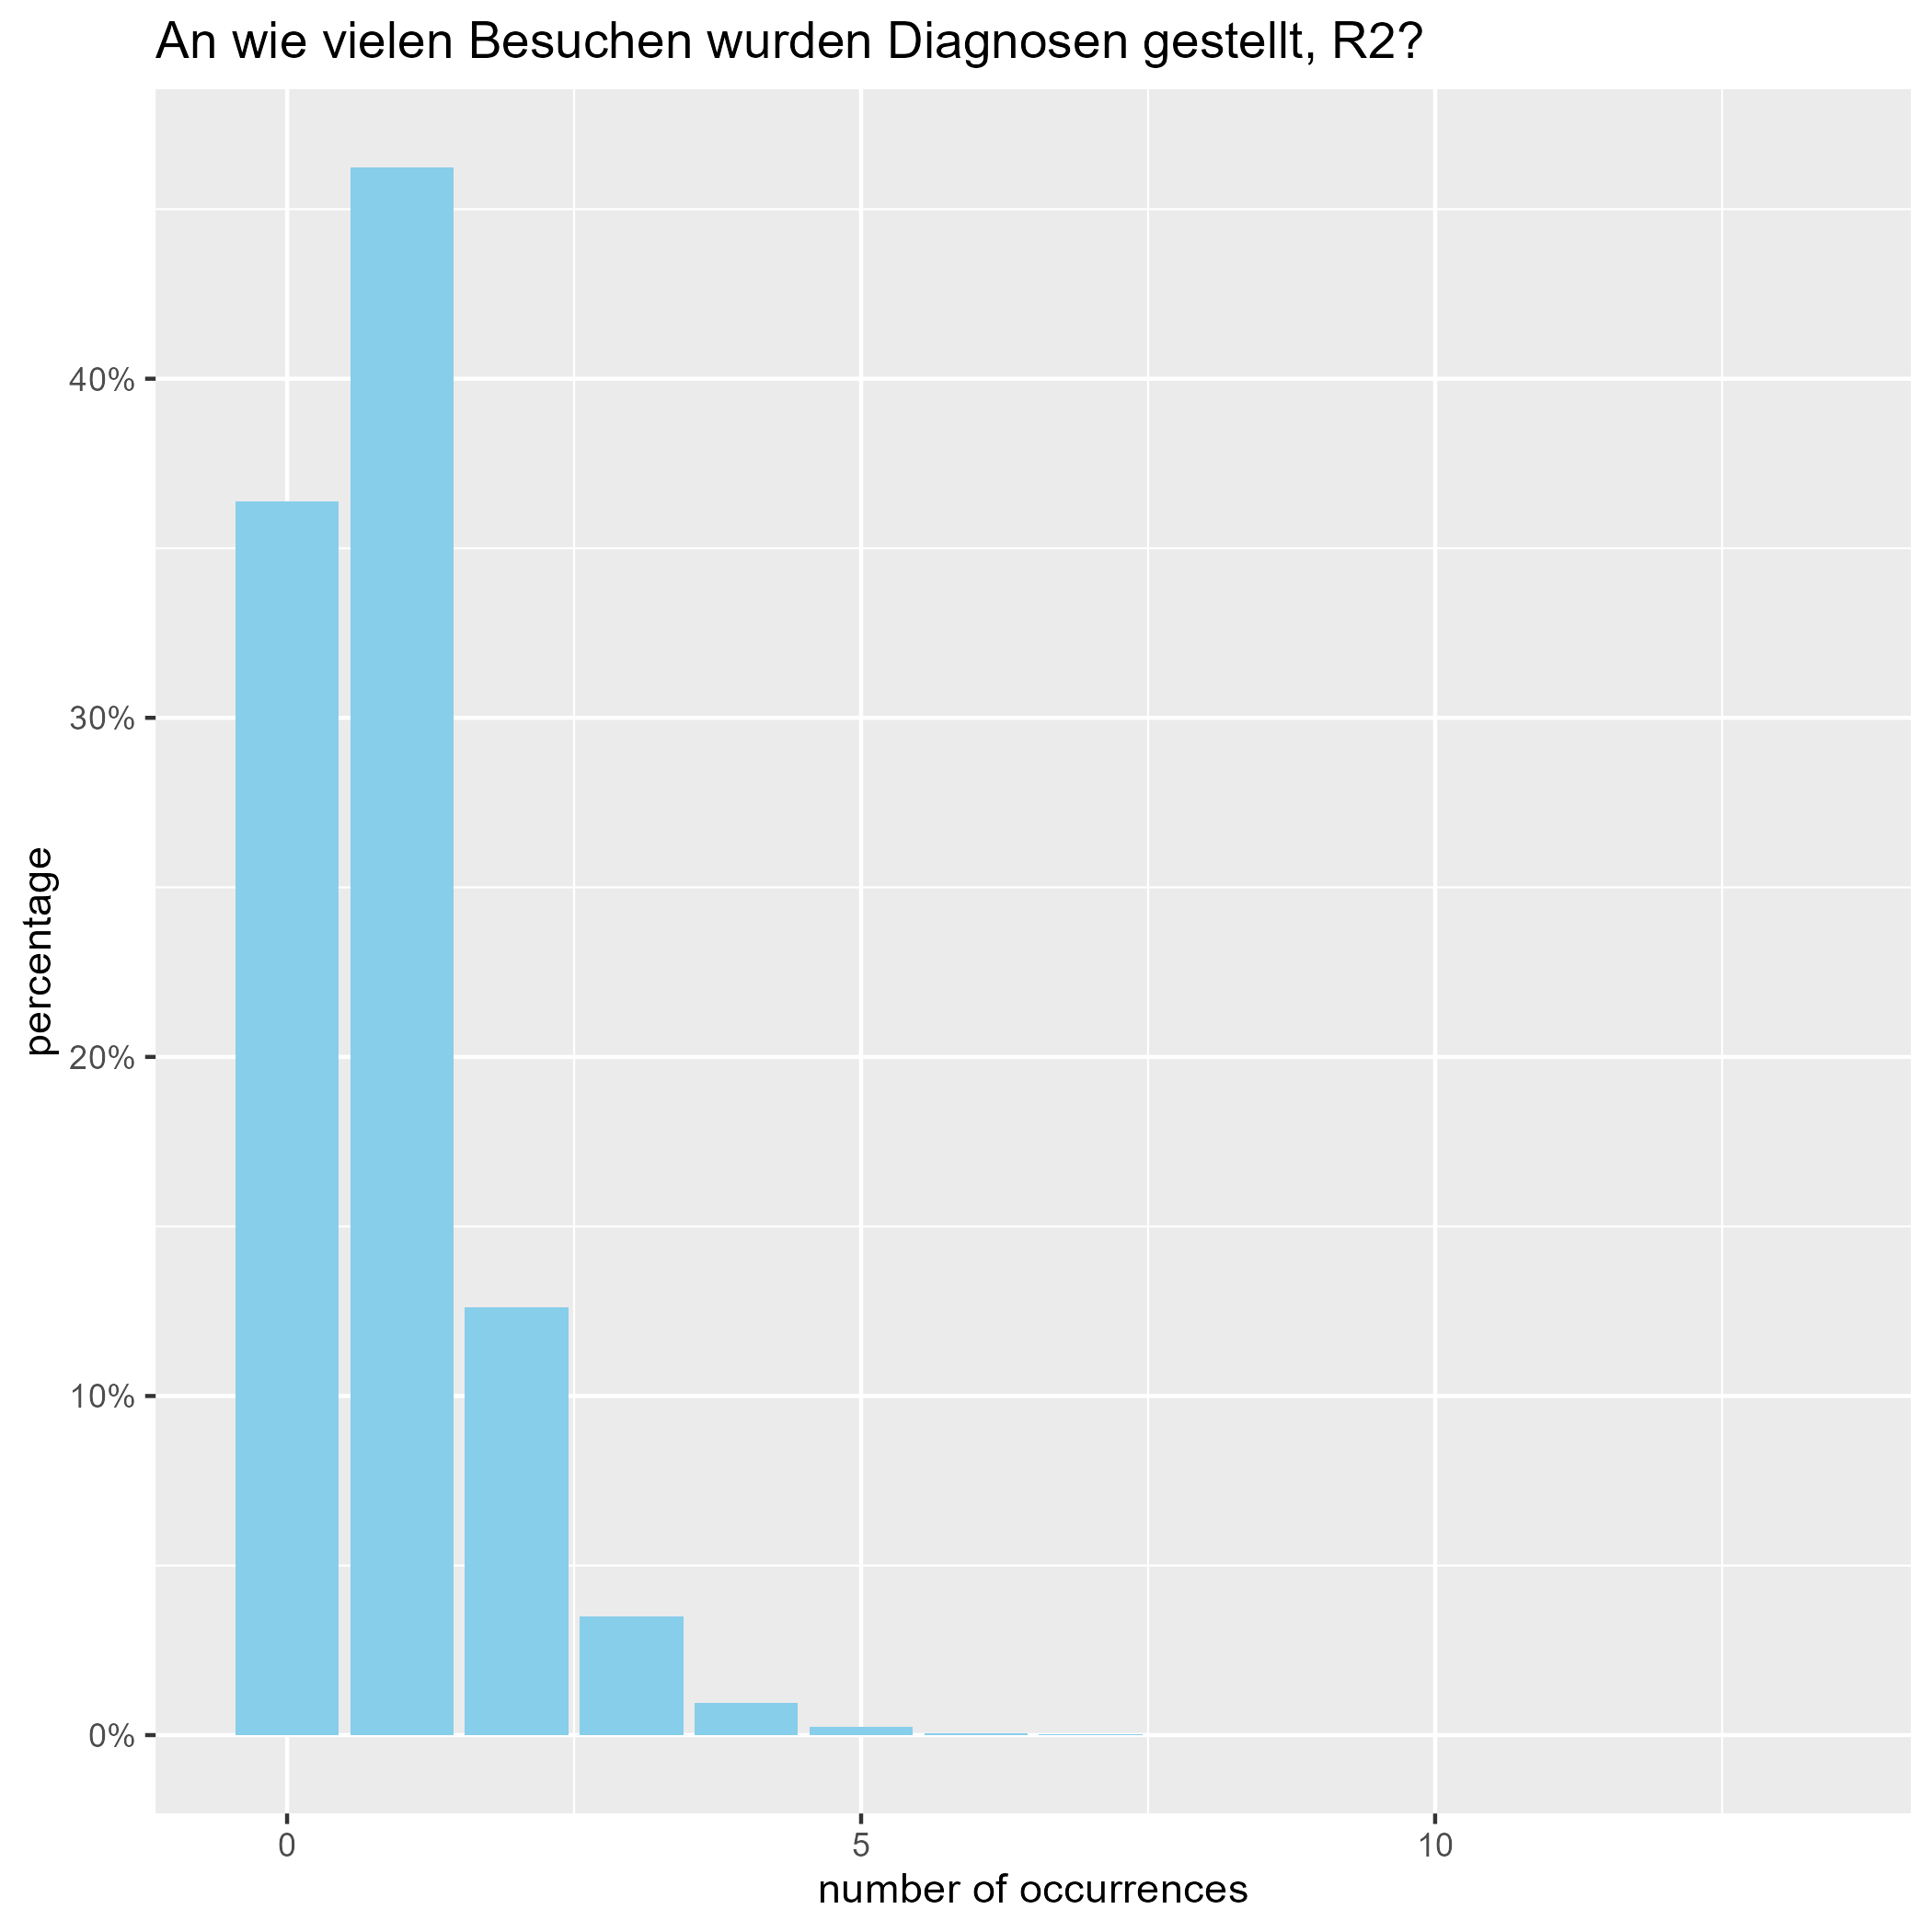 An wie vielen Besuchen wurden Diagnosen gestellt, R2?
percentage
40%
30%
20%
10%
0%
0 5 10
number of occurrences